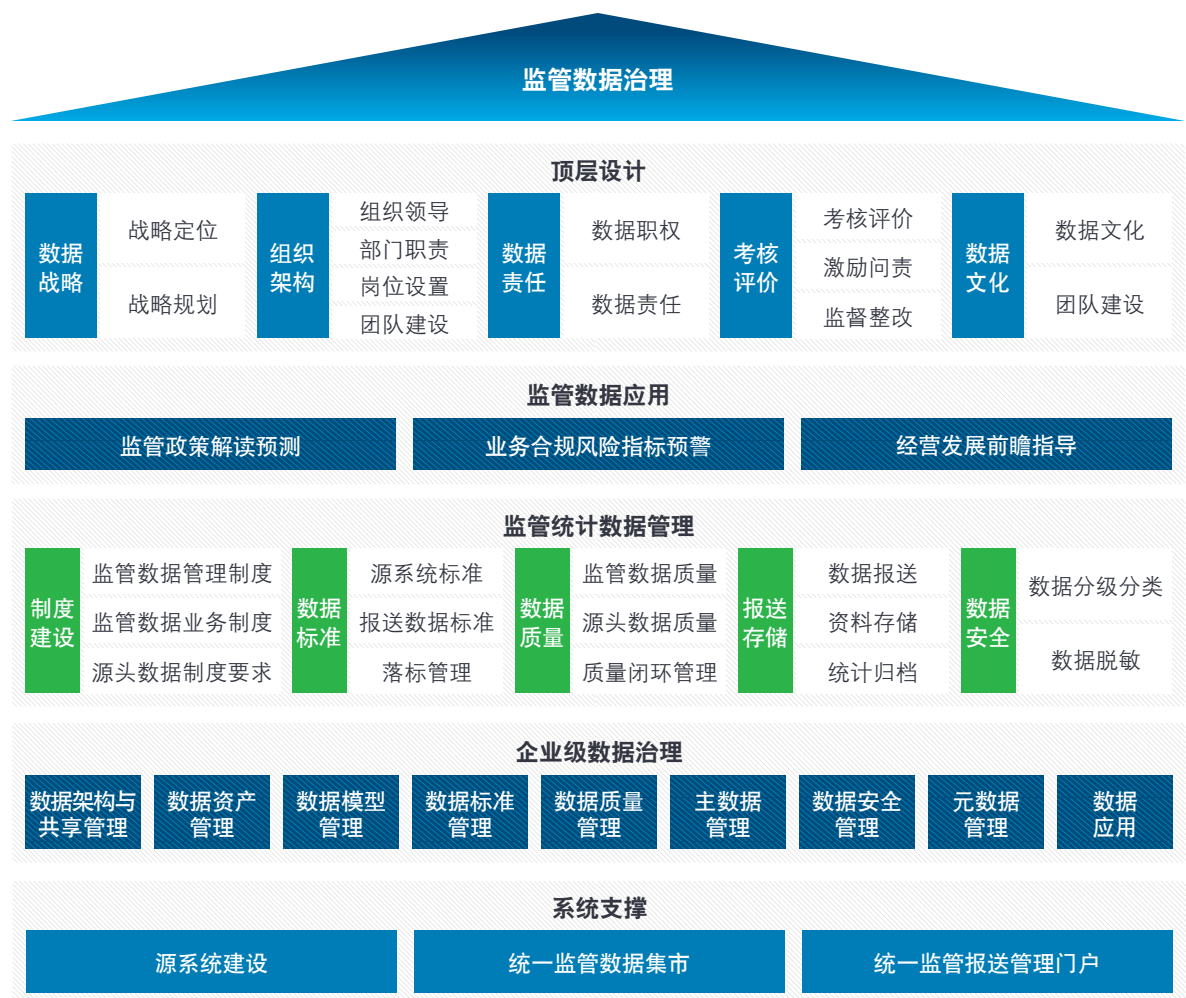 监管数据治理
顶层设计
数据
战略
战略定位
战略规划
组织
架构
组织领导
部门职责
岗位设置
团队建设
数据
责任
数据职权
数据责任
考核
评价
考核评价
激励问责
监督整改
数据
文化
数据文化
团队建设
监管数据应用
监管政策解读预测
业务合规风险指标预警
经营发展前瞻指导
监管统计数据管理
制度
建设
监管数据管理制度
监管数据业务制度
源头数据制度要求
数据
标准
源系统标准
报送数据标准
落标管理
数据
质量
监管数据质量
源头数据质量
质量闭环管理
报送
存储
数据报送
资料存储
统计归档
数据
安全
数据分级分类
数据脱敏
企业级数据治理
数据架构与
共享管理
数据资产
管理
数据模型
管理
数据标准
管理
数据质量
管理
主数据
管理
数据安全
管理
元数据
管理
数据
应用
系统支撑
源系统建设
统一监管数据集市
统一监管报送管理门户